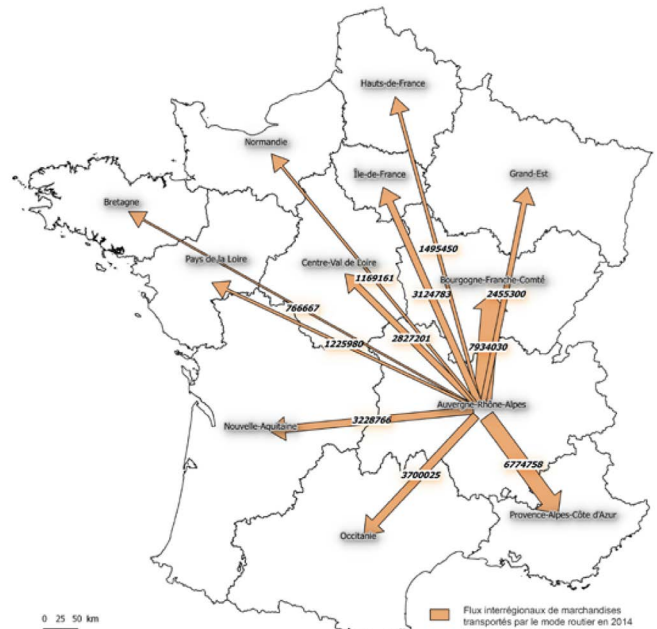 Hauts-de-France
Normandie
Île-de-France
Grand-Est
Bretagne
1495450
Pays de la Loire
Centre-Val de Loire
1169161
Bourgogne-Franche-Comté
3124783
2455300
766667
1225980
2827201
7934030
Auvergne-Rhône-Alpes
Nouvelle-Aquitaine
3228766
6774758
3700025
Provence-Alpes-Côte d'Azur
Occitanie
0 25 50 km
Flux interrégionaux de marchandises
transportés par le mode routier en 2014